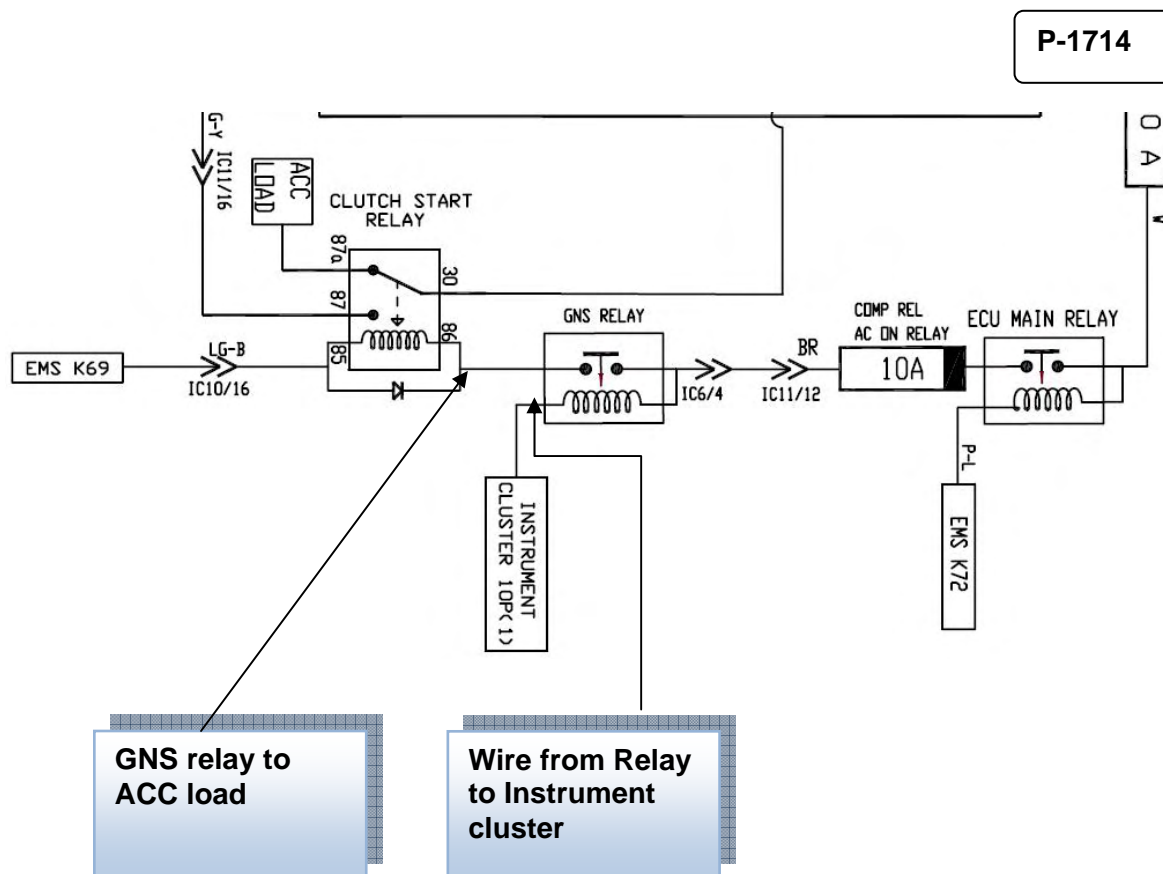 P-1714
G-Y
IC11/16
ACC
LOAD
CLUTCH START
RELAY
87a
30
87
86
85
EMS K69
LG-B
IC10/16
GNS RELAY
IC6/4
BR
IC11/12
COMP REL
AC ON RELAY
10A
ECU MAIN RELAY
0 A
W
P-L
EMS K72
INSTRUMENT
CLUSTER 10P(1)
GNS relay to
ACC load
Wire from Relay
to Instrument
cluster